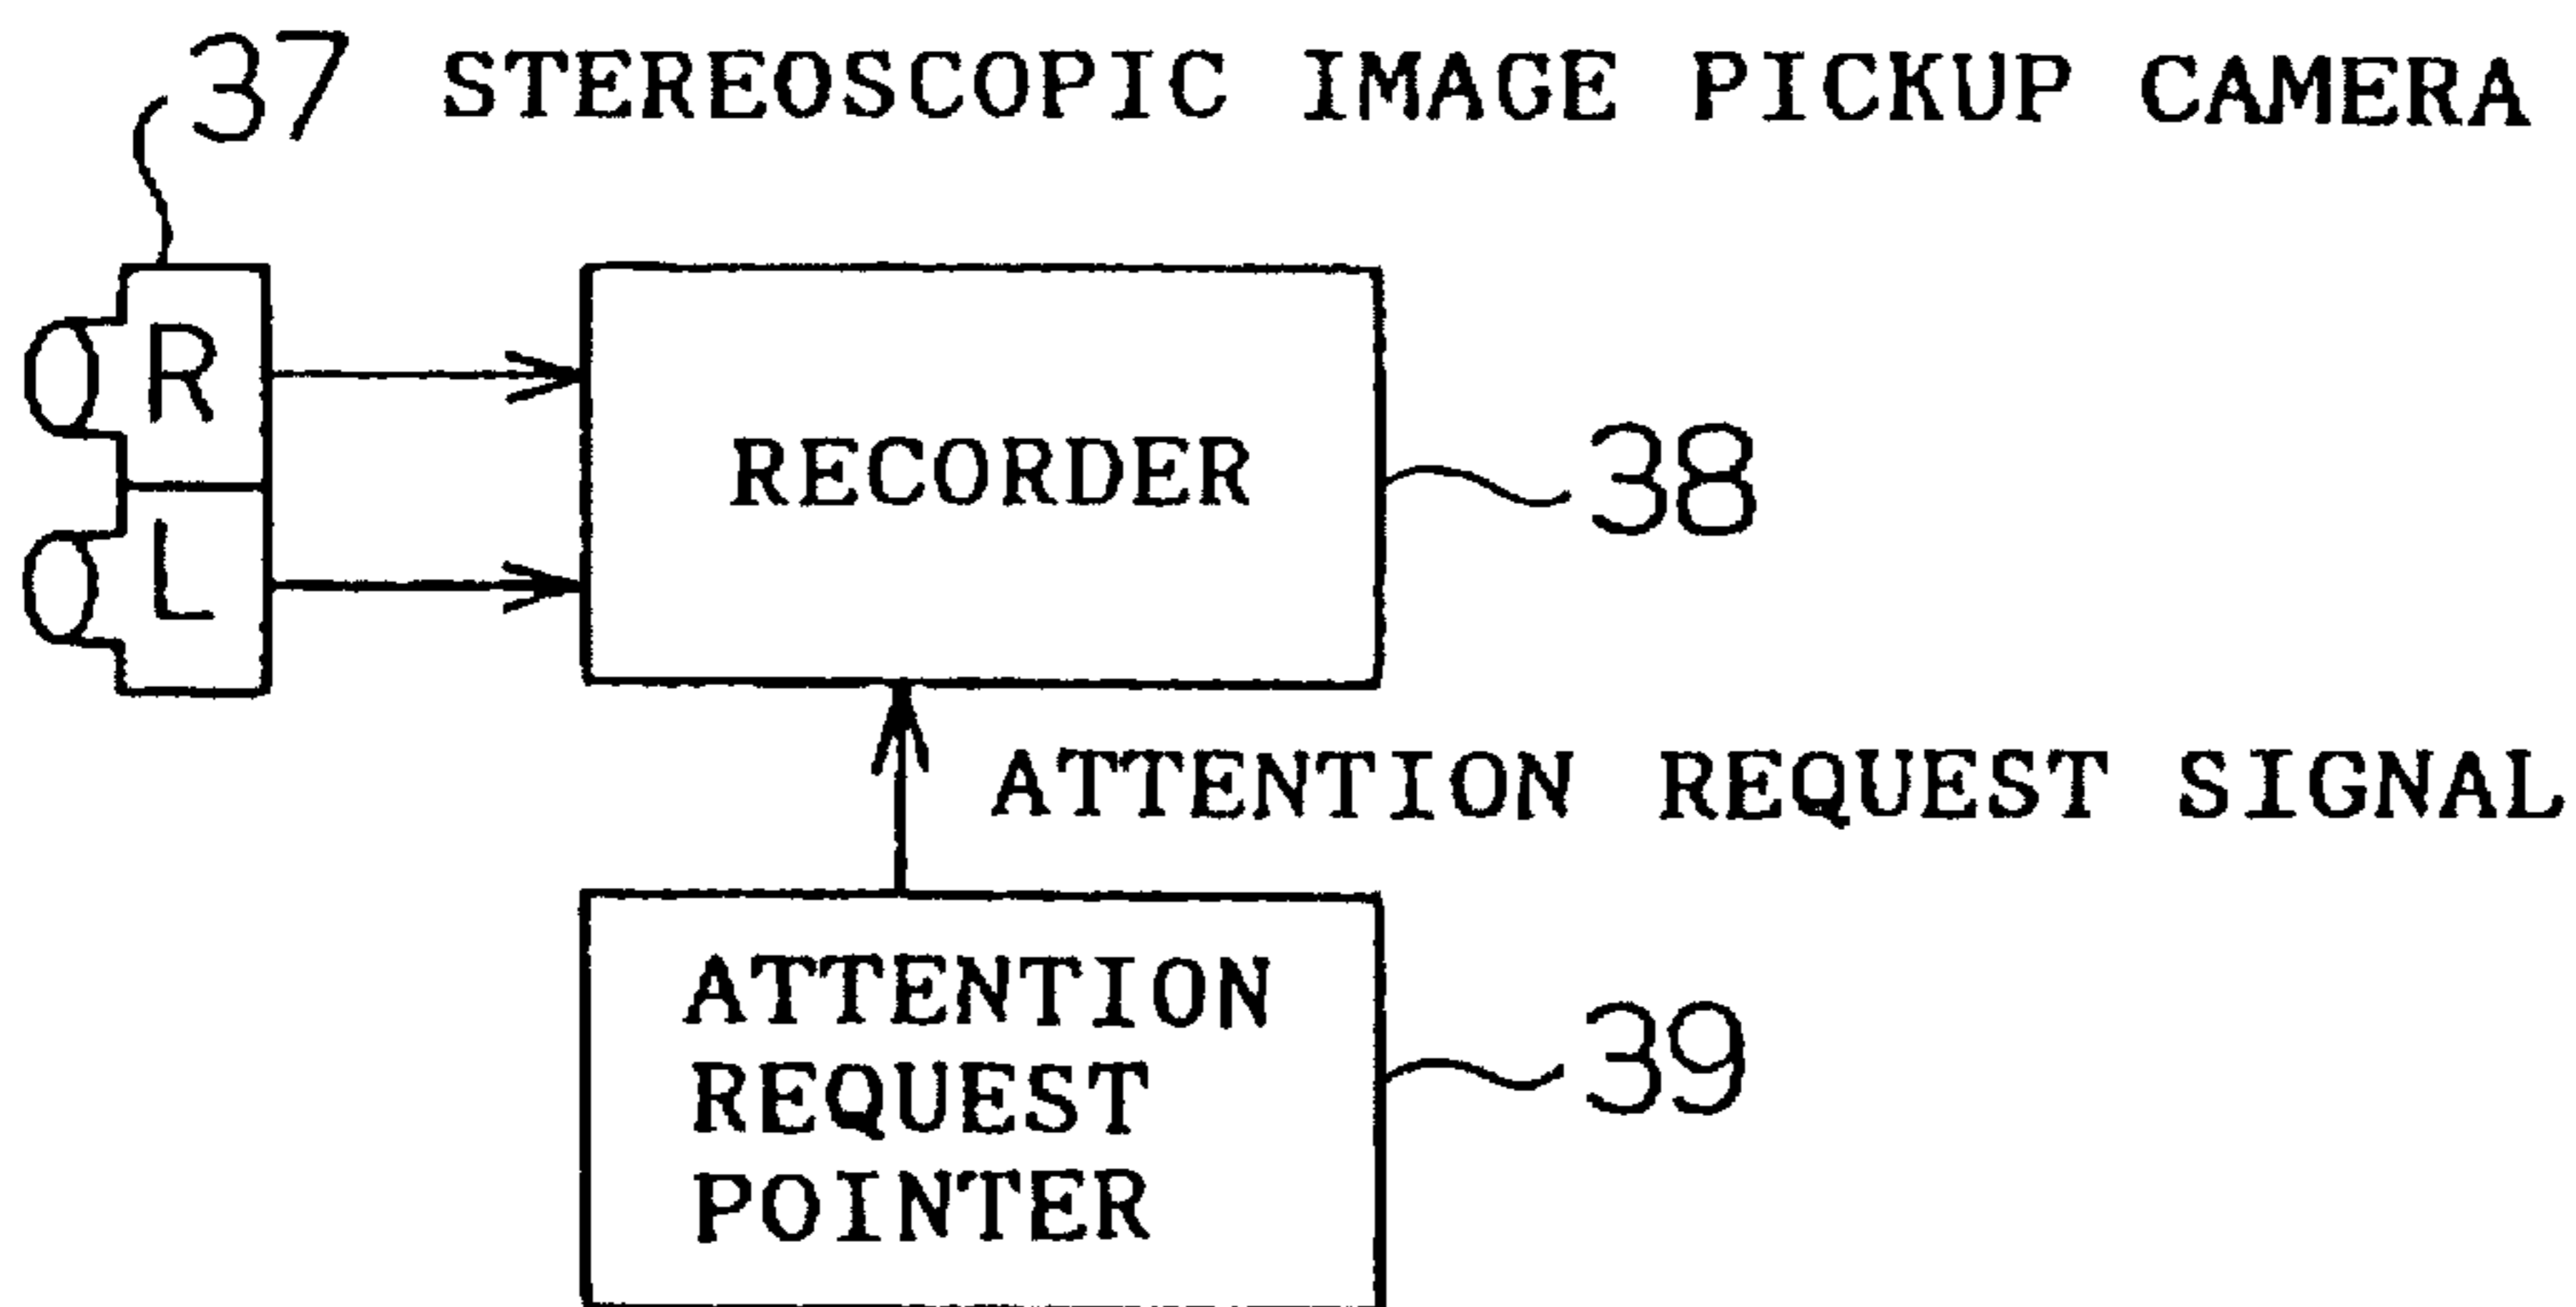 37 STEREOSCOPIC IMAGE PICKUP CAMERA
R
L
RECORDER
38
ATTENTION REQUEST SIGNAL
ATTENTION
REQUEST
POINTER
39